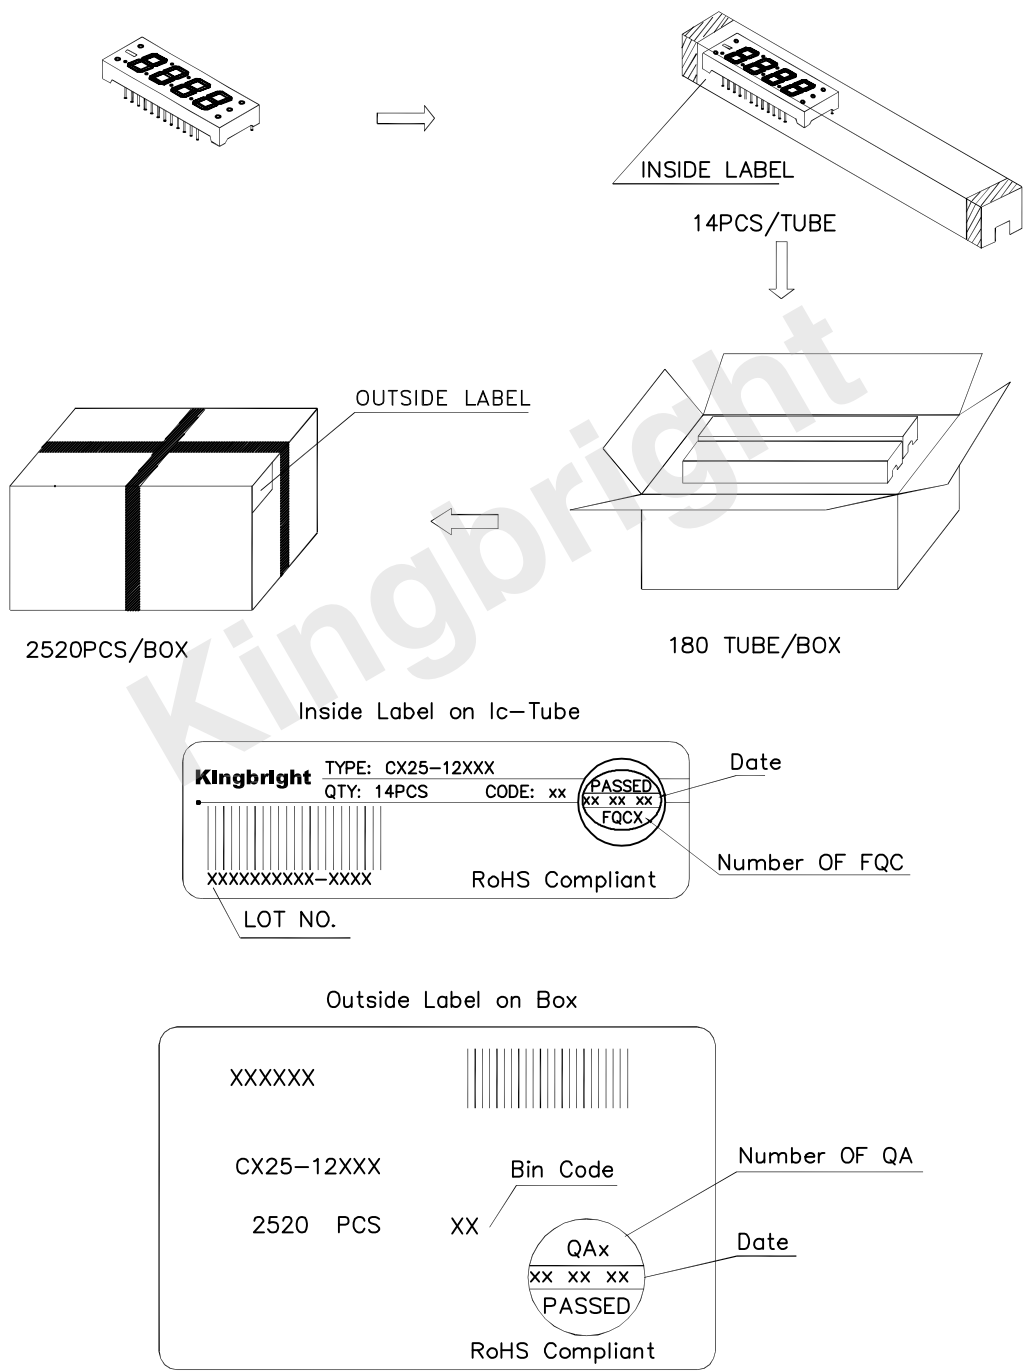 INSIDE LABEL
14PCS/TUBE
OUTSIDE LABEL
2520PCS/BOX
180 TUBE/BOX
Kingbright
Inside Label on Ic-Tube
Kingbright
TYPE: CX25-12XXX
QTY: 14PCS CODE: xx
PASSED
xx xx xx
FQCX
Date
Number OF FQC
XXXXXXXXXX-XXXX
RoHS Compliant
LOT NO.
Outside Label on Box
XXXXXX
CX25-12XXX
Bin Code
Number OF QA
2520 PCS XX
QAx
Date
xx xx xx
PASSED
RoHS Compliant